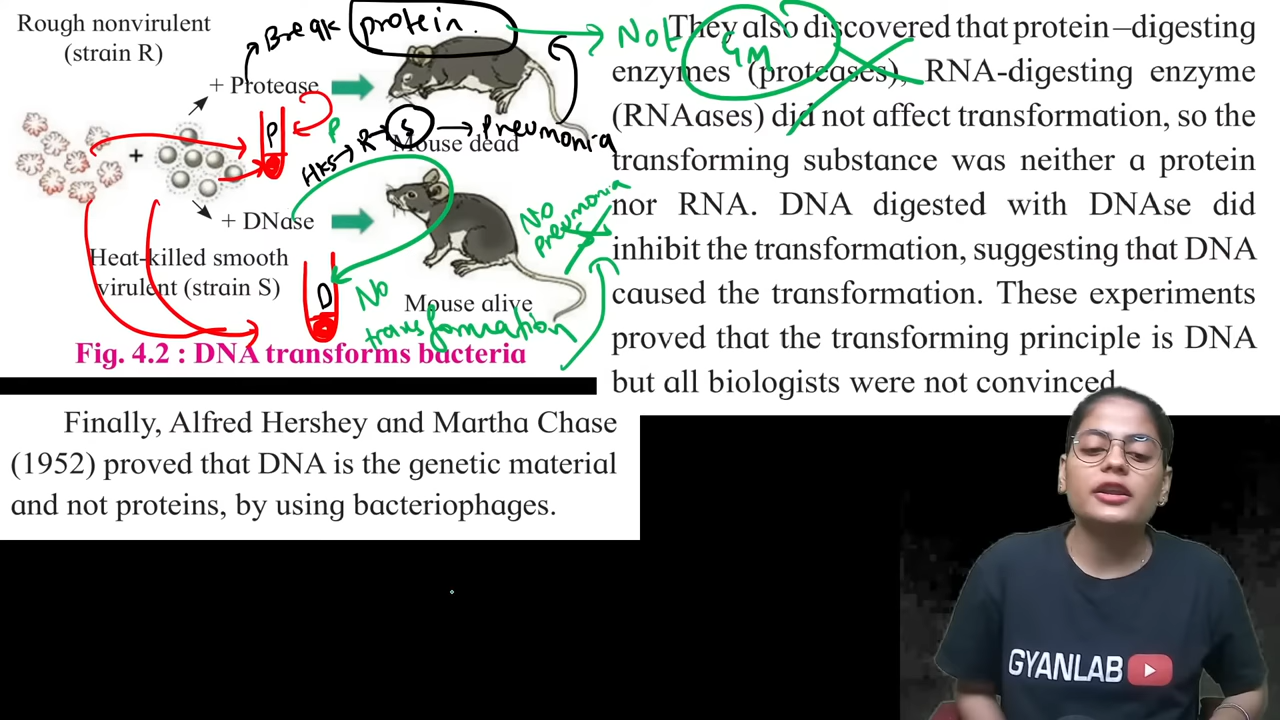 Rough nonvirulent
(strain R)
Break protein.
+ Protease
P
P
HKS → R → S → Pneumonia
Mouse dead
+
+ DNase
No
pneumonia
Heat-killed smooth
virulent (strain S)
D
No
transformation
Mouse alive
Fig. 4.2 : DNA transforms bacteria
Not GM
They also discovered that protein–digesting
enzymes (proteases), RNA-digesting enzyme
(RNAases) did not affect transformation, so the
transforming substance was neither a protein
nor RNA. DNA digested with DNAse did
inhibit the transformation, suggesting that DNA
caused the transformation. These experiments
proved that the transforming principle is DNA
but all biologists were not convinced.
Finally, Alfred Hershey and Martha Chase
(1952) proved that DNA is the genetic material
and not proteins, by using bacteriophages.
GYANLAB